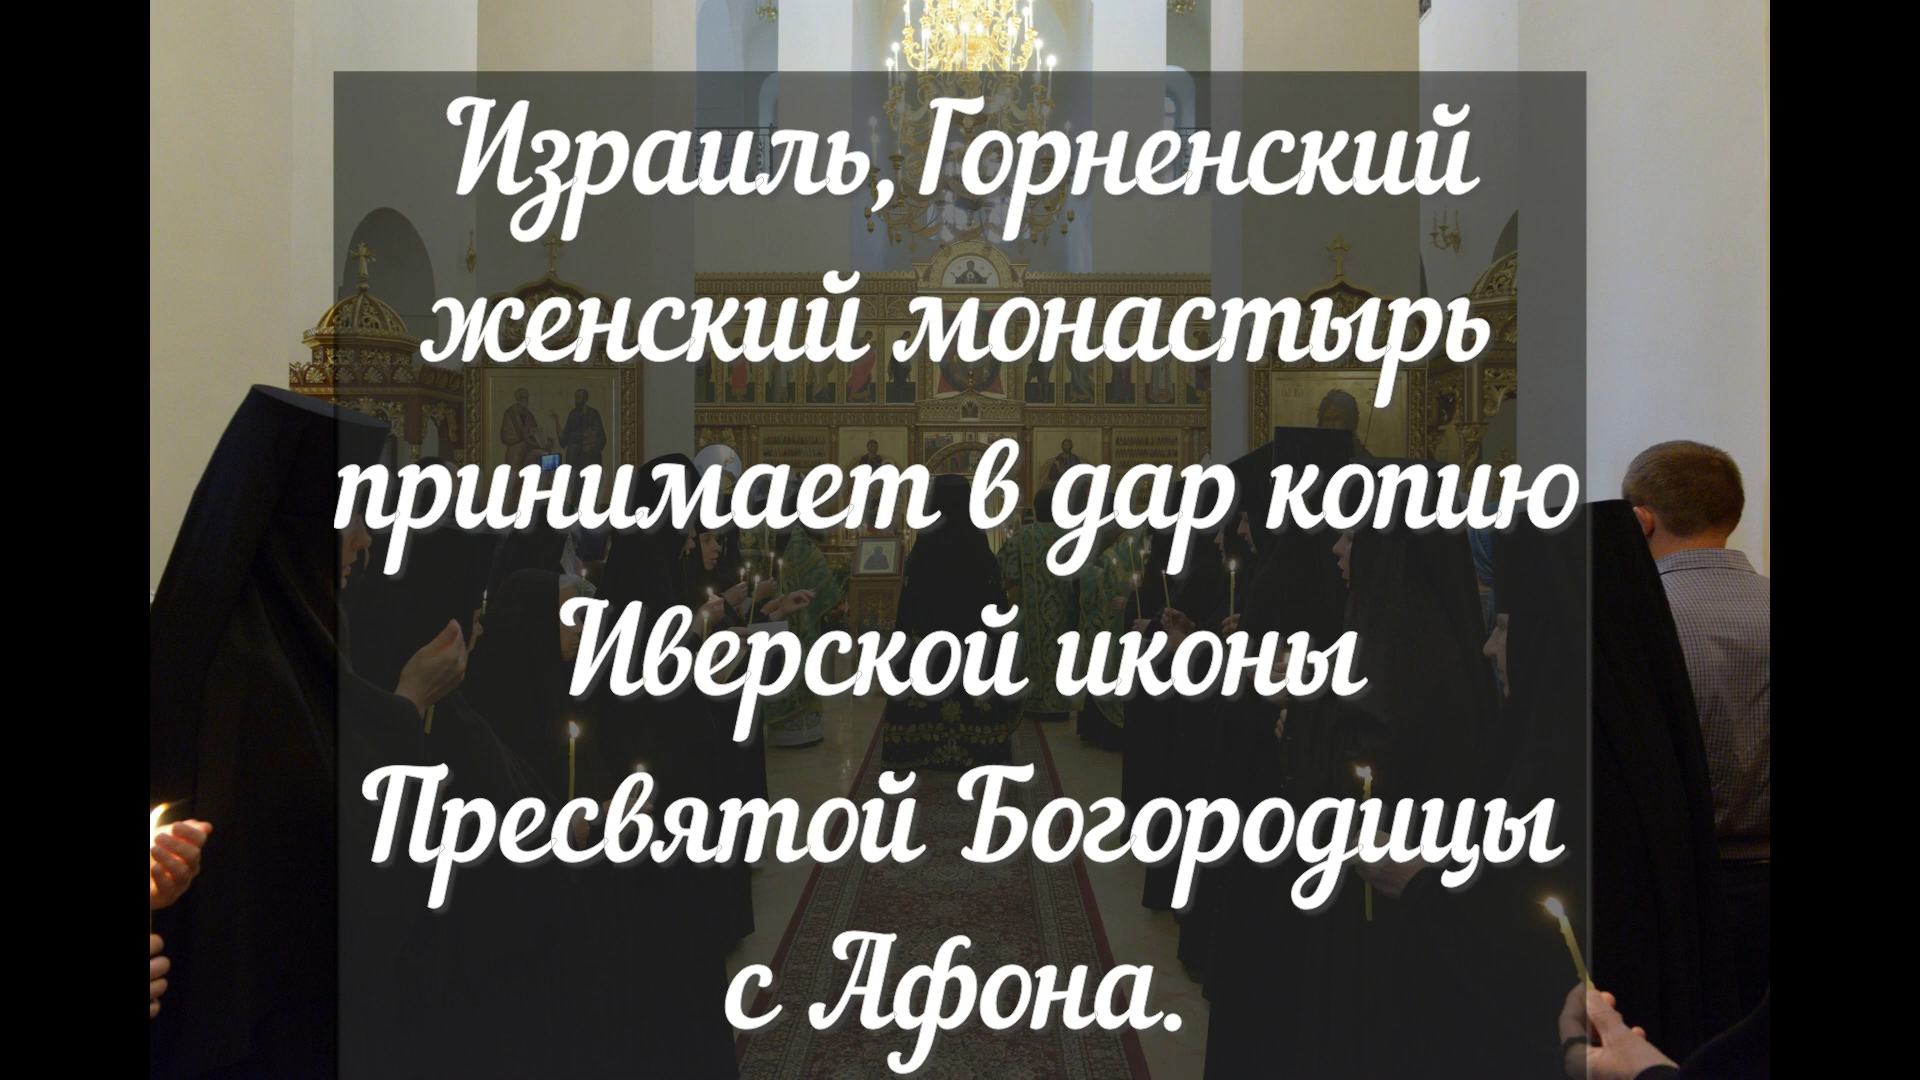 Израиль, Горненский
женский монастырь
принимает в дар копию
Иверской иконы
Пресвятой Богородицы
с Афона.